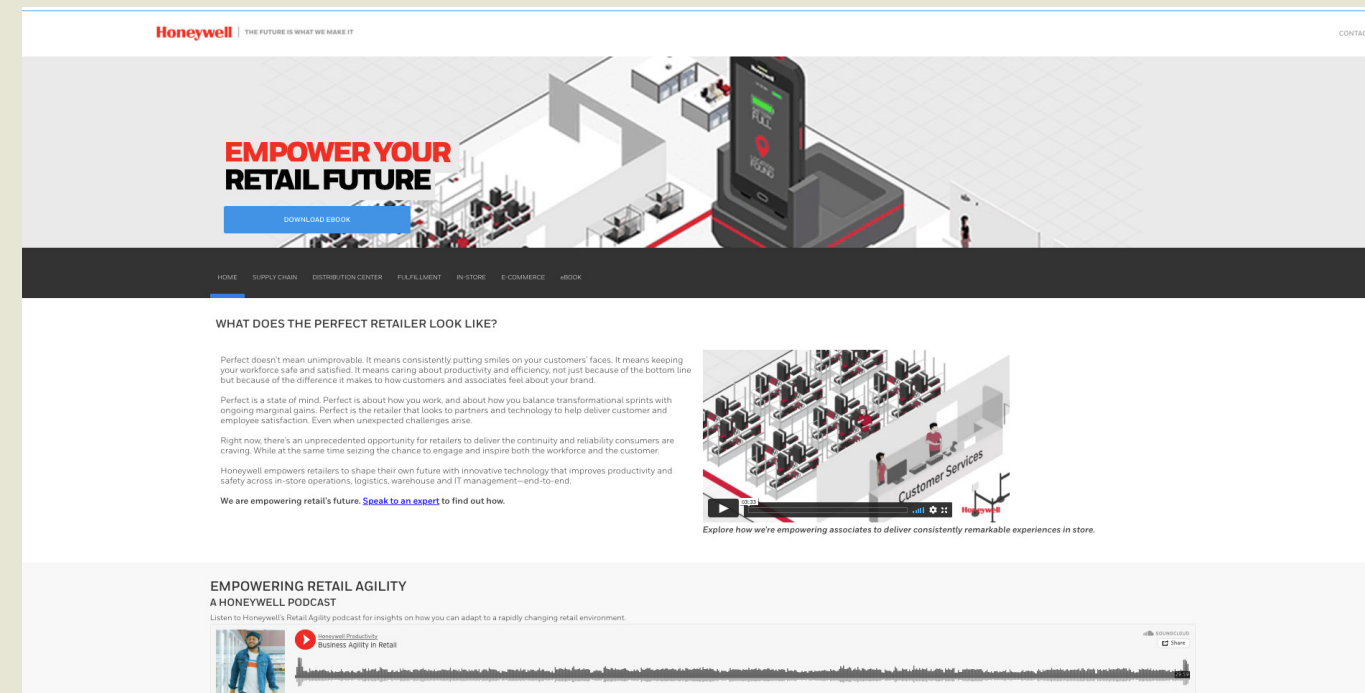 Honeywell | THE FUTURE IS WHAT WE MAKE IT
CONTAC
Honeywell
BATTERY
FULL
LOCATION
FOUND
EMPOWER YOUR
RETAIL FUTURE
DOWNLOAD EBOOK
HOME SUPPLY CHAIN DISTRIBUTION CENTER FULFILLMENT IN-STORE E-COMMERCE eBOOK
WHAT DOES THE PERFECT RETAILER LOOK LIKE?
Perfect doesn't mean unimprovable. It means consistently putting smiles on your customers' faces. It means keeping
your workforce safe and satisfied. It means caring about productivity and efficiency, not just because of the bottom line
but because of the difference it makes to how customers and associates feel about your brand.
Perfect is a state of mind. Perfect is about how you work, and about how you balance transformational sprints with
ongoing marginal gains. Perfect is the retailer that looks to partners and technology to help deliver customer and
employee satisfaction. Even when unexpected challenges arise.
Right now, there's an unprecedented opportunity for retailers to deliver the continuity and reliability consumers are
craving. While at the same time seizing the chance to engage and inspire both the workforce and the customer.
Honeywell empowers retailers to shape their own future with innovative technology that improves productivity and
safety across in-store operations, logistics, warehouse and IT management—end-to-end.
We are empowering retail's future. Speak to an expert to find out how.
Customer Services
03:33
Honeywell
Explore how we're empowering associates to deliver consistently remarkable experiences in store.
EMPOWERING RETAIL AGILITY
A HONEYWELL PODCAST
Listen to Honeywell's Retail Agility podcast for insights on how you can adapt to a rapidly changing retail environment.
Honeywell Productivity
Business Agility in Retail
SOUNDCLOUD
Share